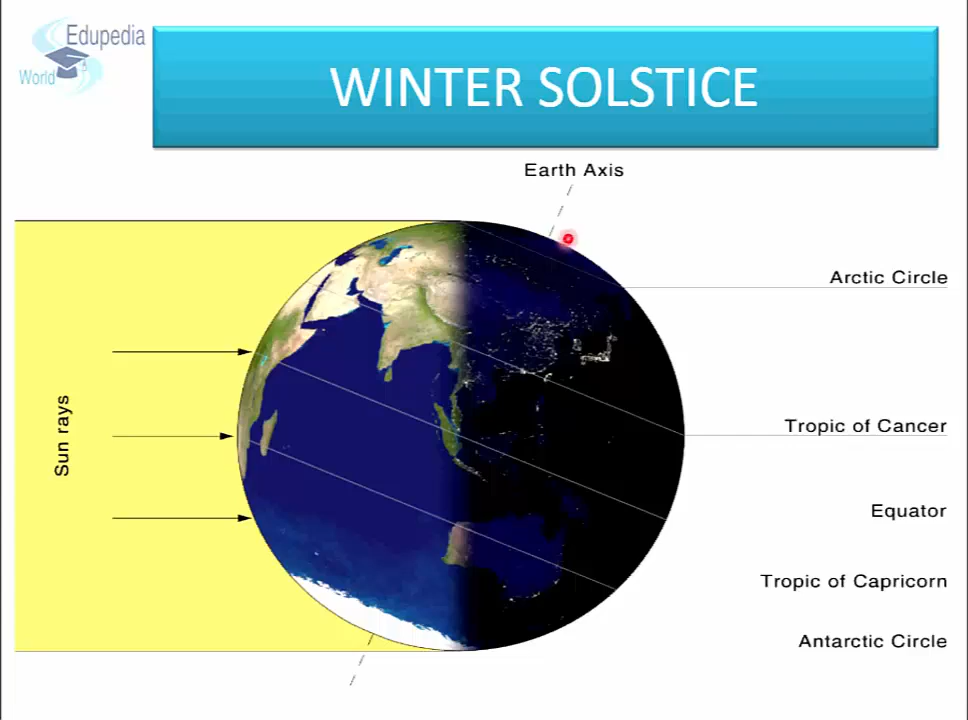 Edupedia
World
WINTER SOLSTICE
Earth Axis
Arctic Circle
Sun rays
Tropic of Cancer
Equator
Tropic of Capricorn
Antarctic Circle